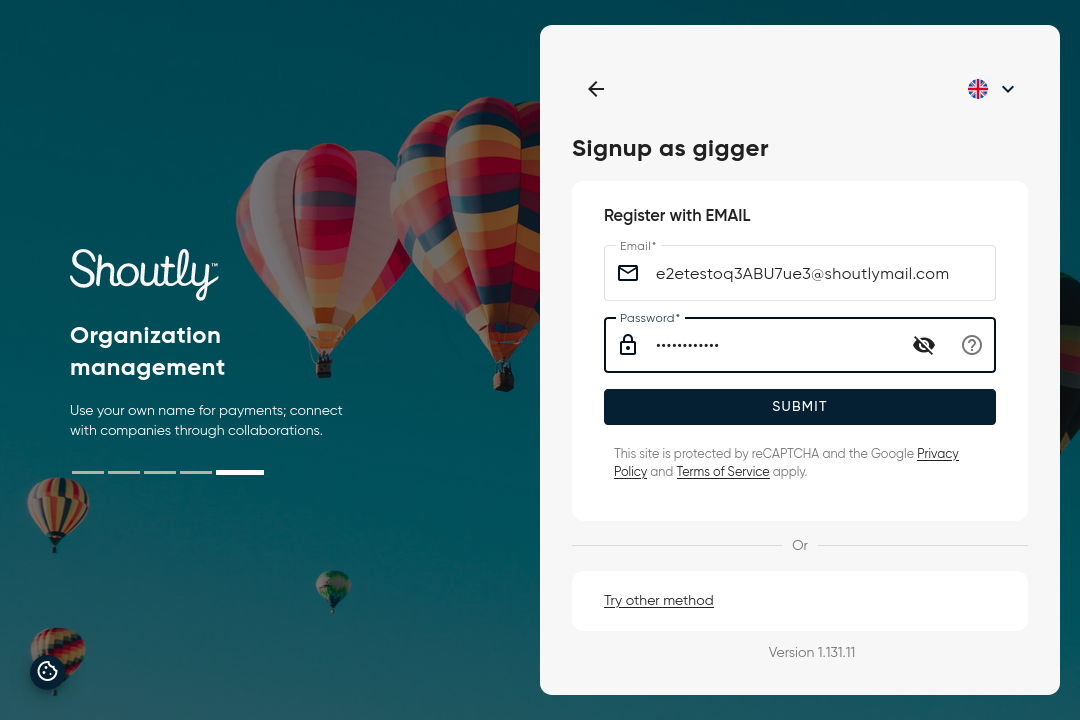 Shoutly™
Organization
management
Use your own name for payments; connect
with companies through collaborations.
Signup as gigger
Register with EMAIL
Email*
e2etestoq3ABU7ue3@shoutlymail.com
Password*
••••••••••••
SUBMIT
This site is protected by reCAPTCHA and the Google Privacy
Policy and Terms of Service apply.
Or
Try other method
Version 1.131.11